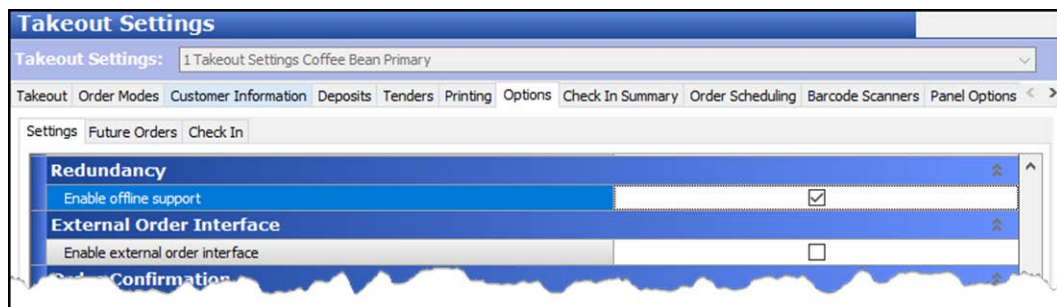 Takeout Settings
Takeout Settings: 1 Takeout Settings Coffee Bean Primary
Takeout Order Modes Customer Information Deposits Tenders Printing Options Check In Summary Order Scheduling Barcode Scanners Panel Options
Settings Future Orders Check In
Redundancy
Enable offline support
External Order Interface
Enable external order interface
Order Confirmation